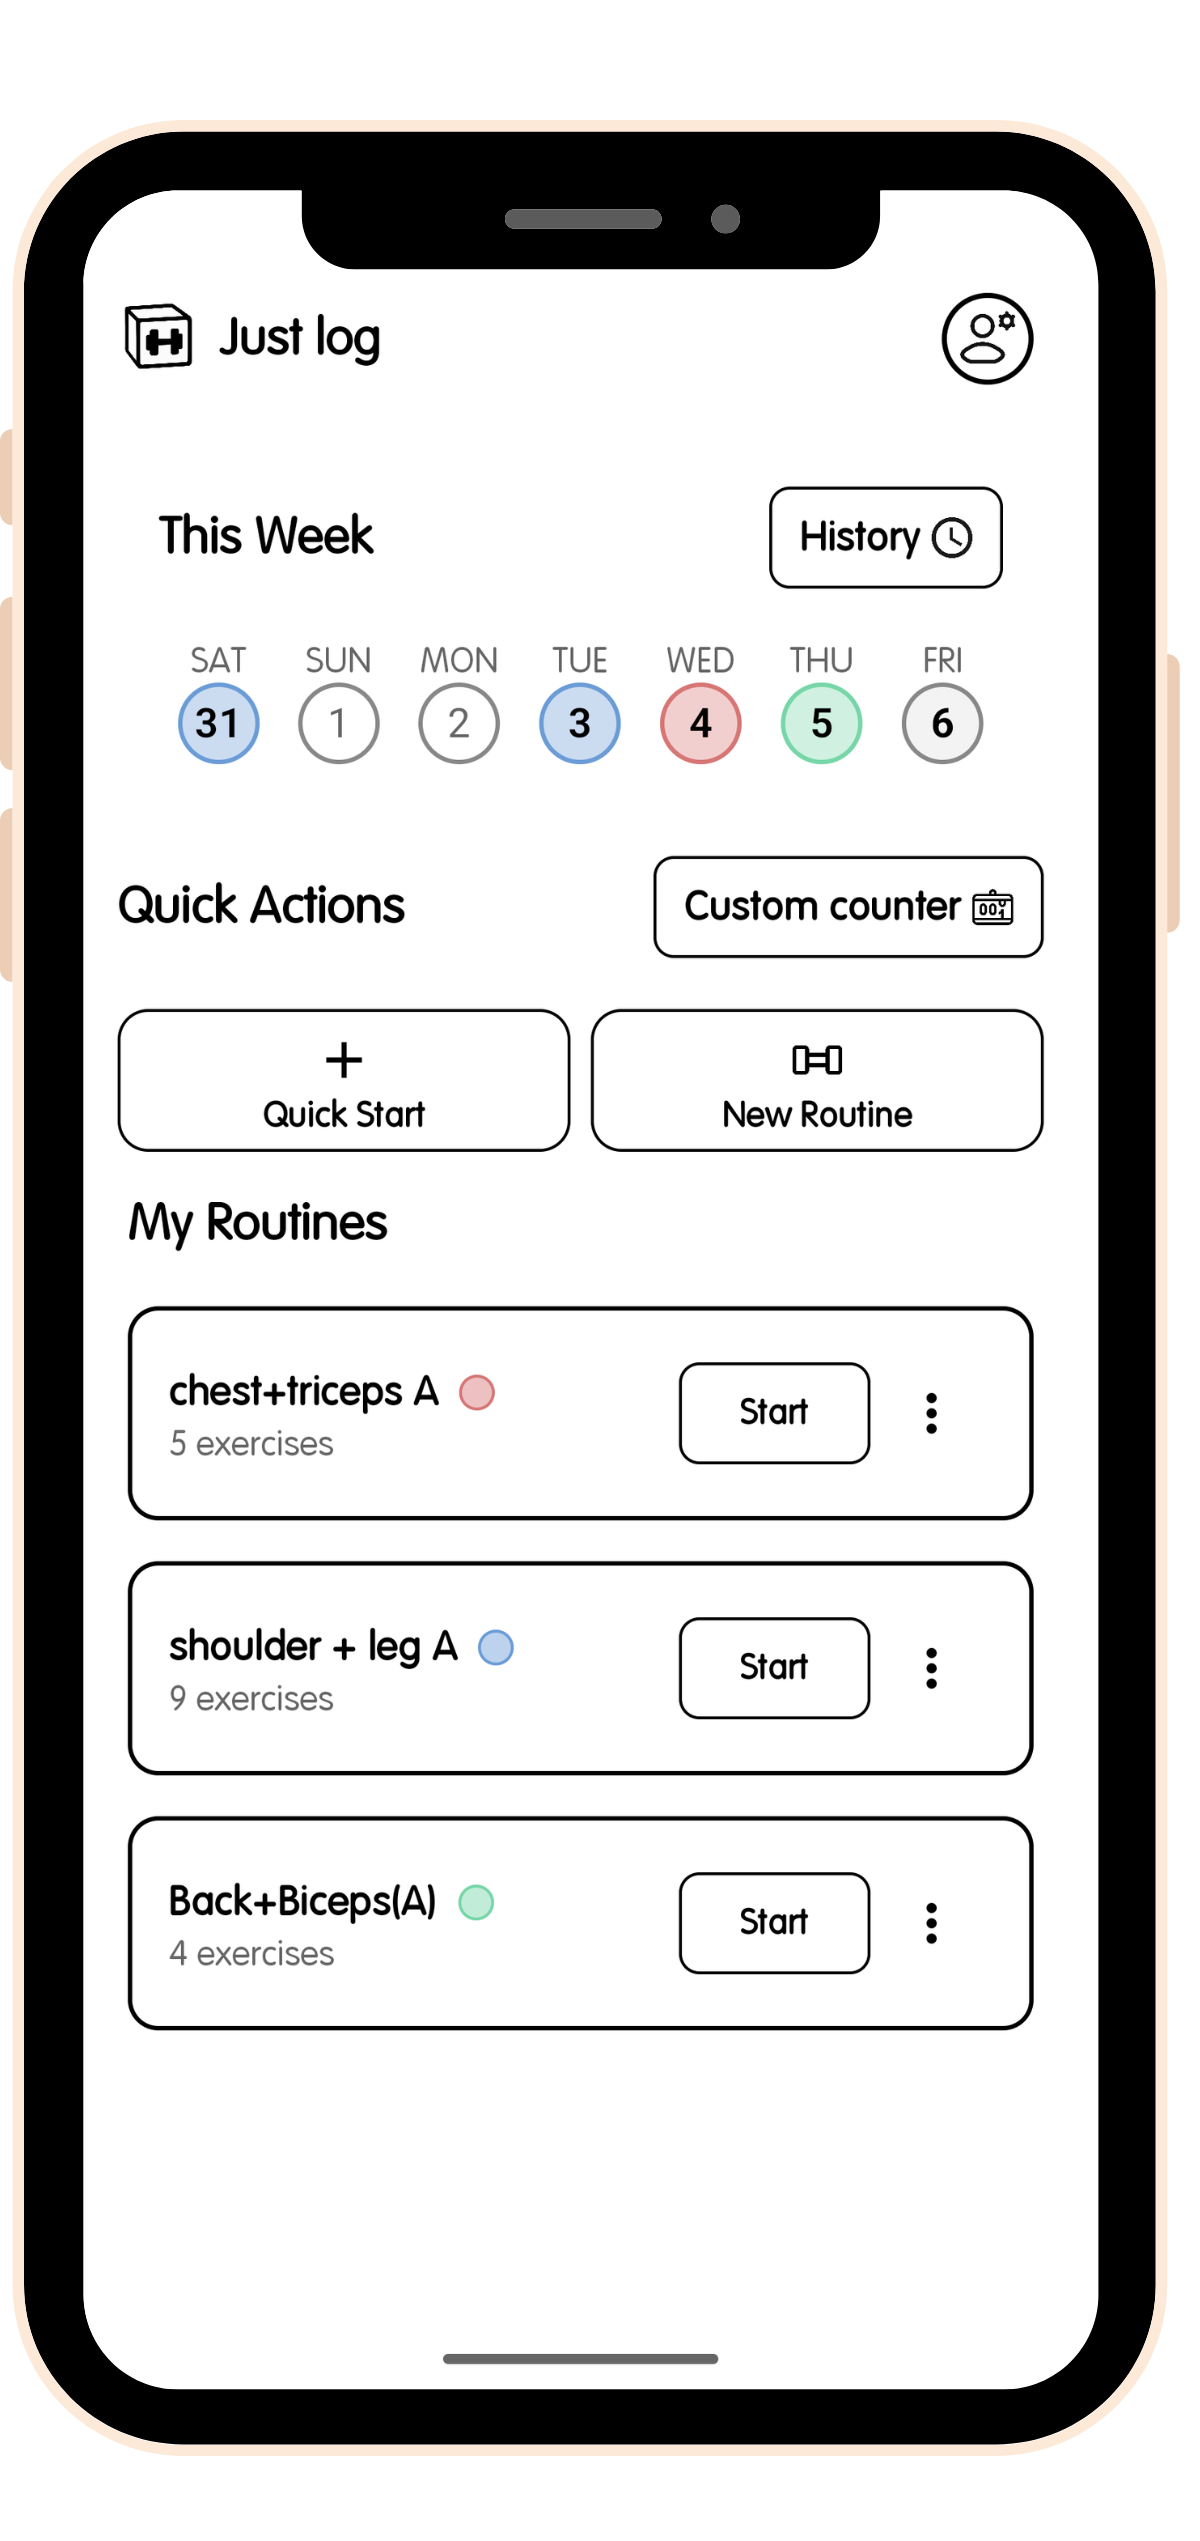 Just log
This Week
History
SAT SUN MON TUE WED THU FRI
31 1 2 3 4 5 6
Quick Actions
Custom counter
Quick Start
New Routine
My Routines
chest+triceps A
5 exercises
Start
shoulder + leg A
9 exercises
Start
Back+Biceps(A)
4 exercises
Start